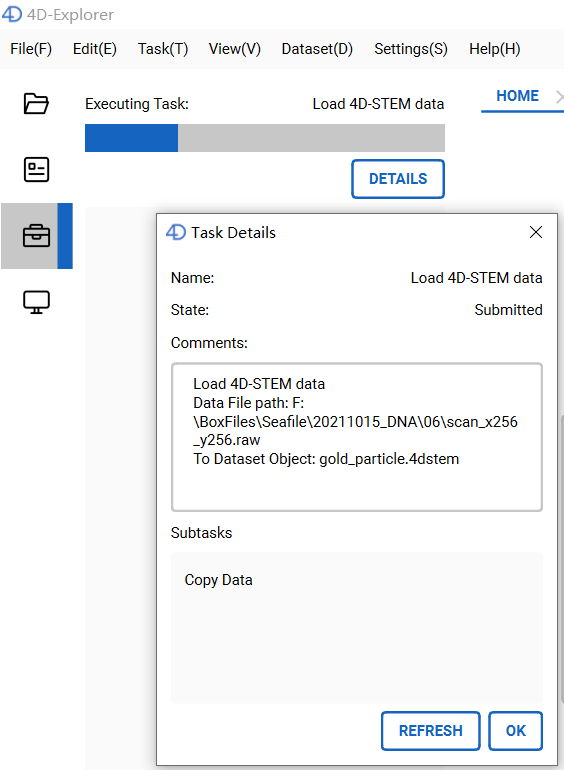 4D-Explorer
File(F) Edit(E) Task(T) View(V) Dataset(D) Settings(S) Help(H)
Executing Task: Load 4D-STEM data
HOME
DETAILS
Task Details
Name: Load 4D-STEM data
State: Submitted
Comments:
Load 4D-STEM data
Data File path: F:
\BoxFiles\Seafile\20211015_DNA\06\scan_x256
_y256.raw
To Dataset Object: gold_particle.4dstem
Subtasks
Copy Data
REFRESH OK